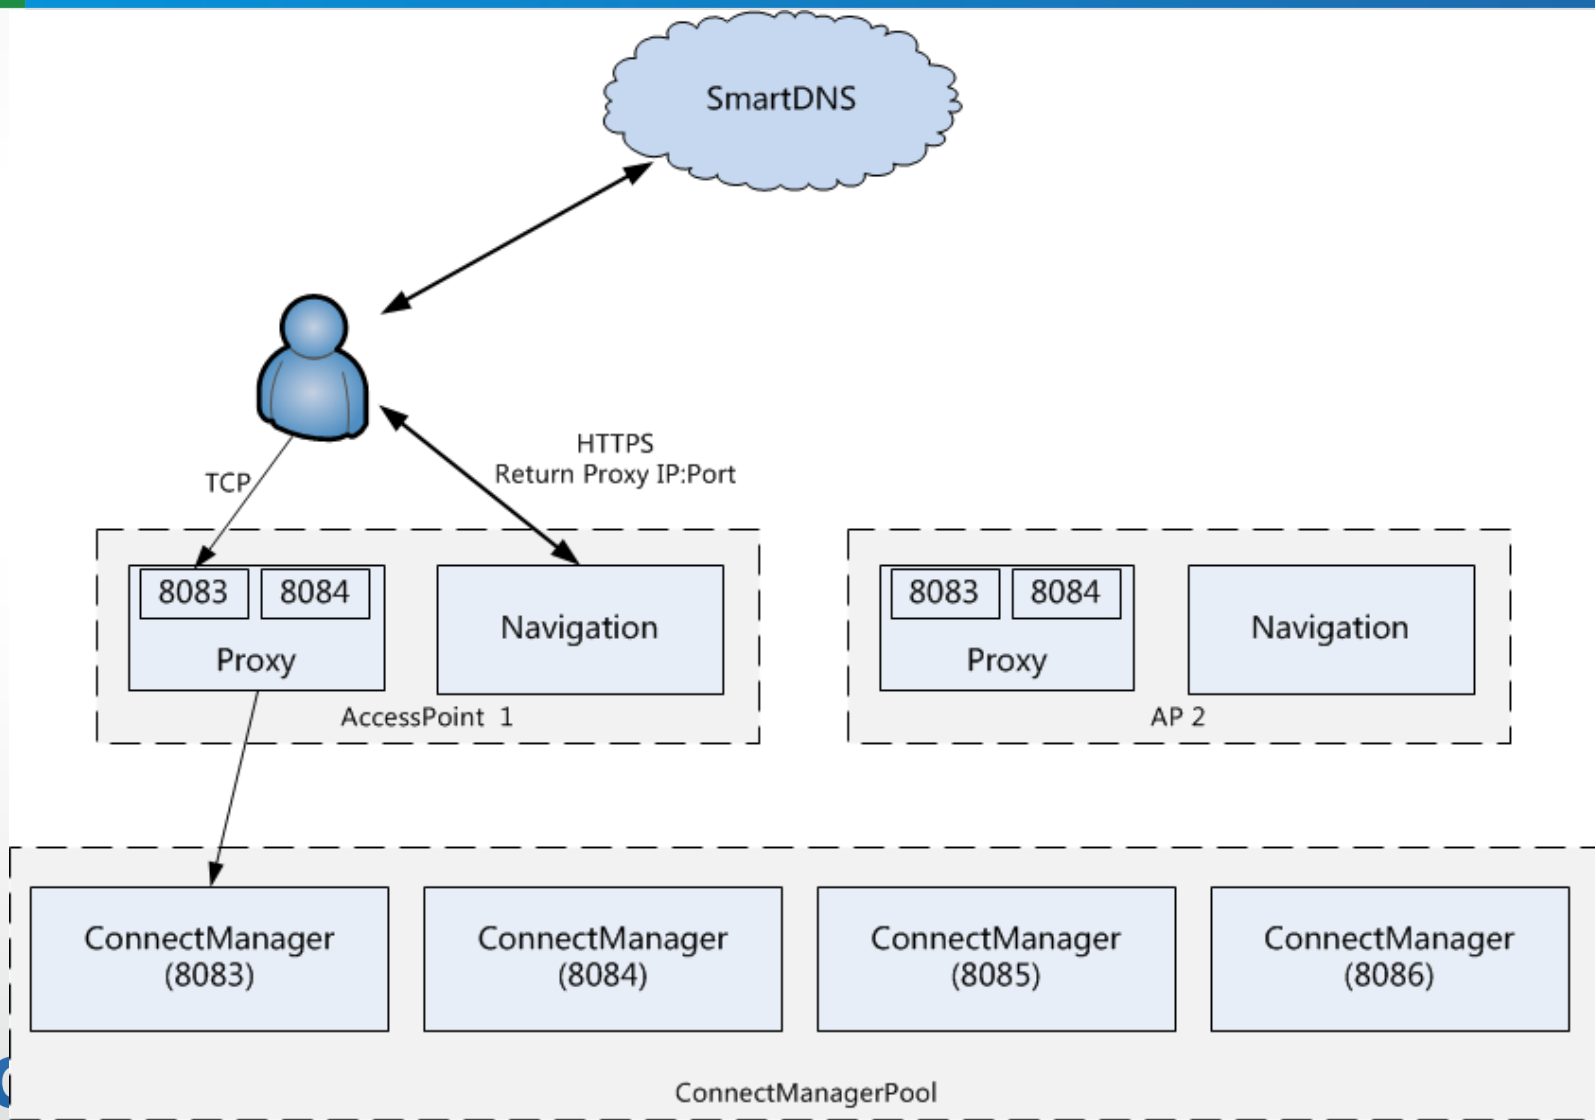 SmartDNS
HTTPS
Return Proxy IP:Port
TCP
8083
8084
Proxy
Navigation
AccessPoint 1
8083
8084
Proxy
Navigation
AP 2
ConnectManager
(8083)
ConnectManager
(8084)
ConnectManager
(8085)
ConnectManager
(8086)
ConnectManagerPool